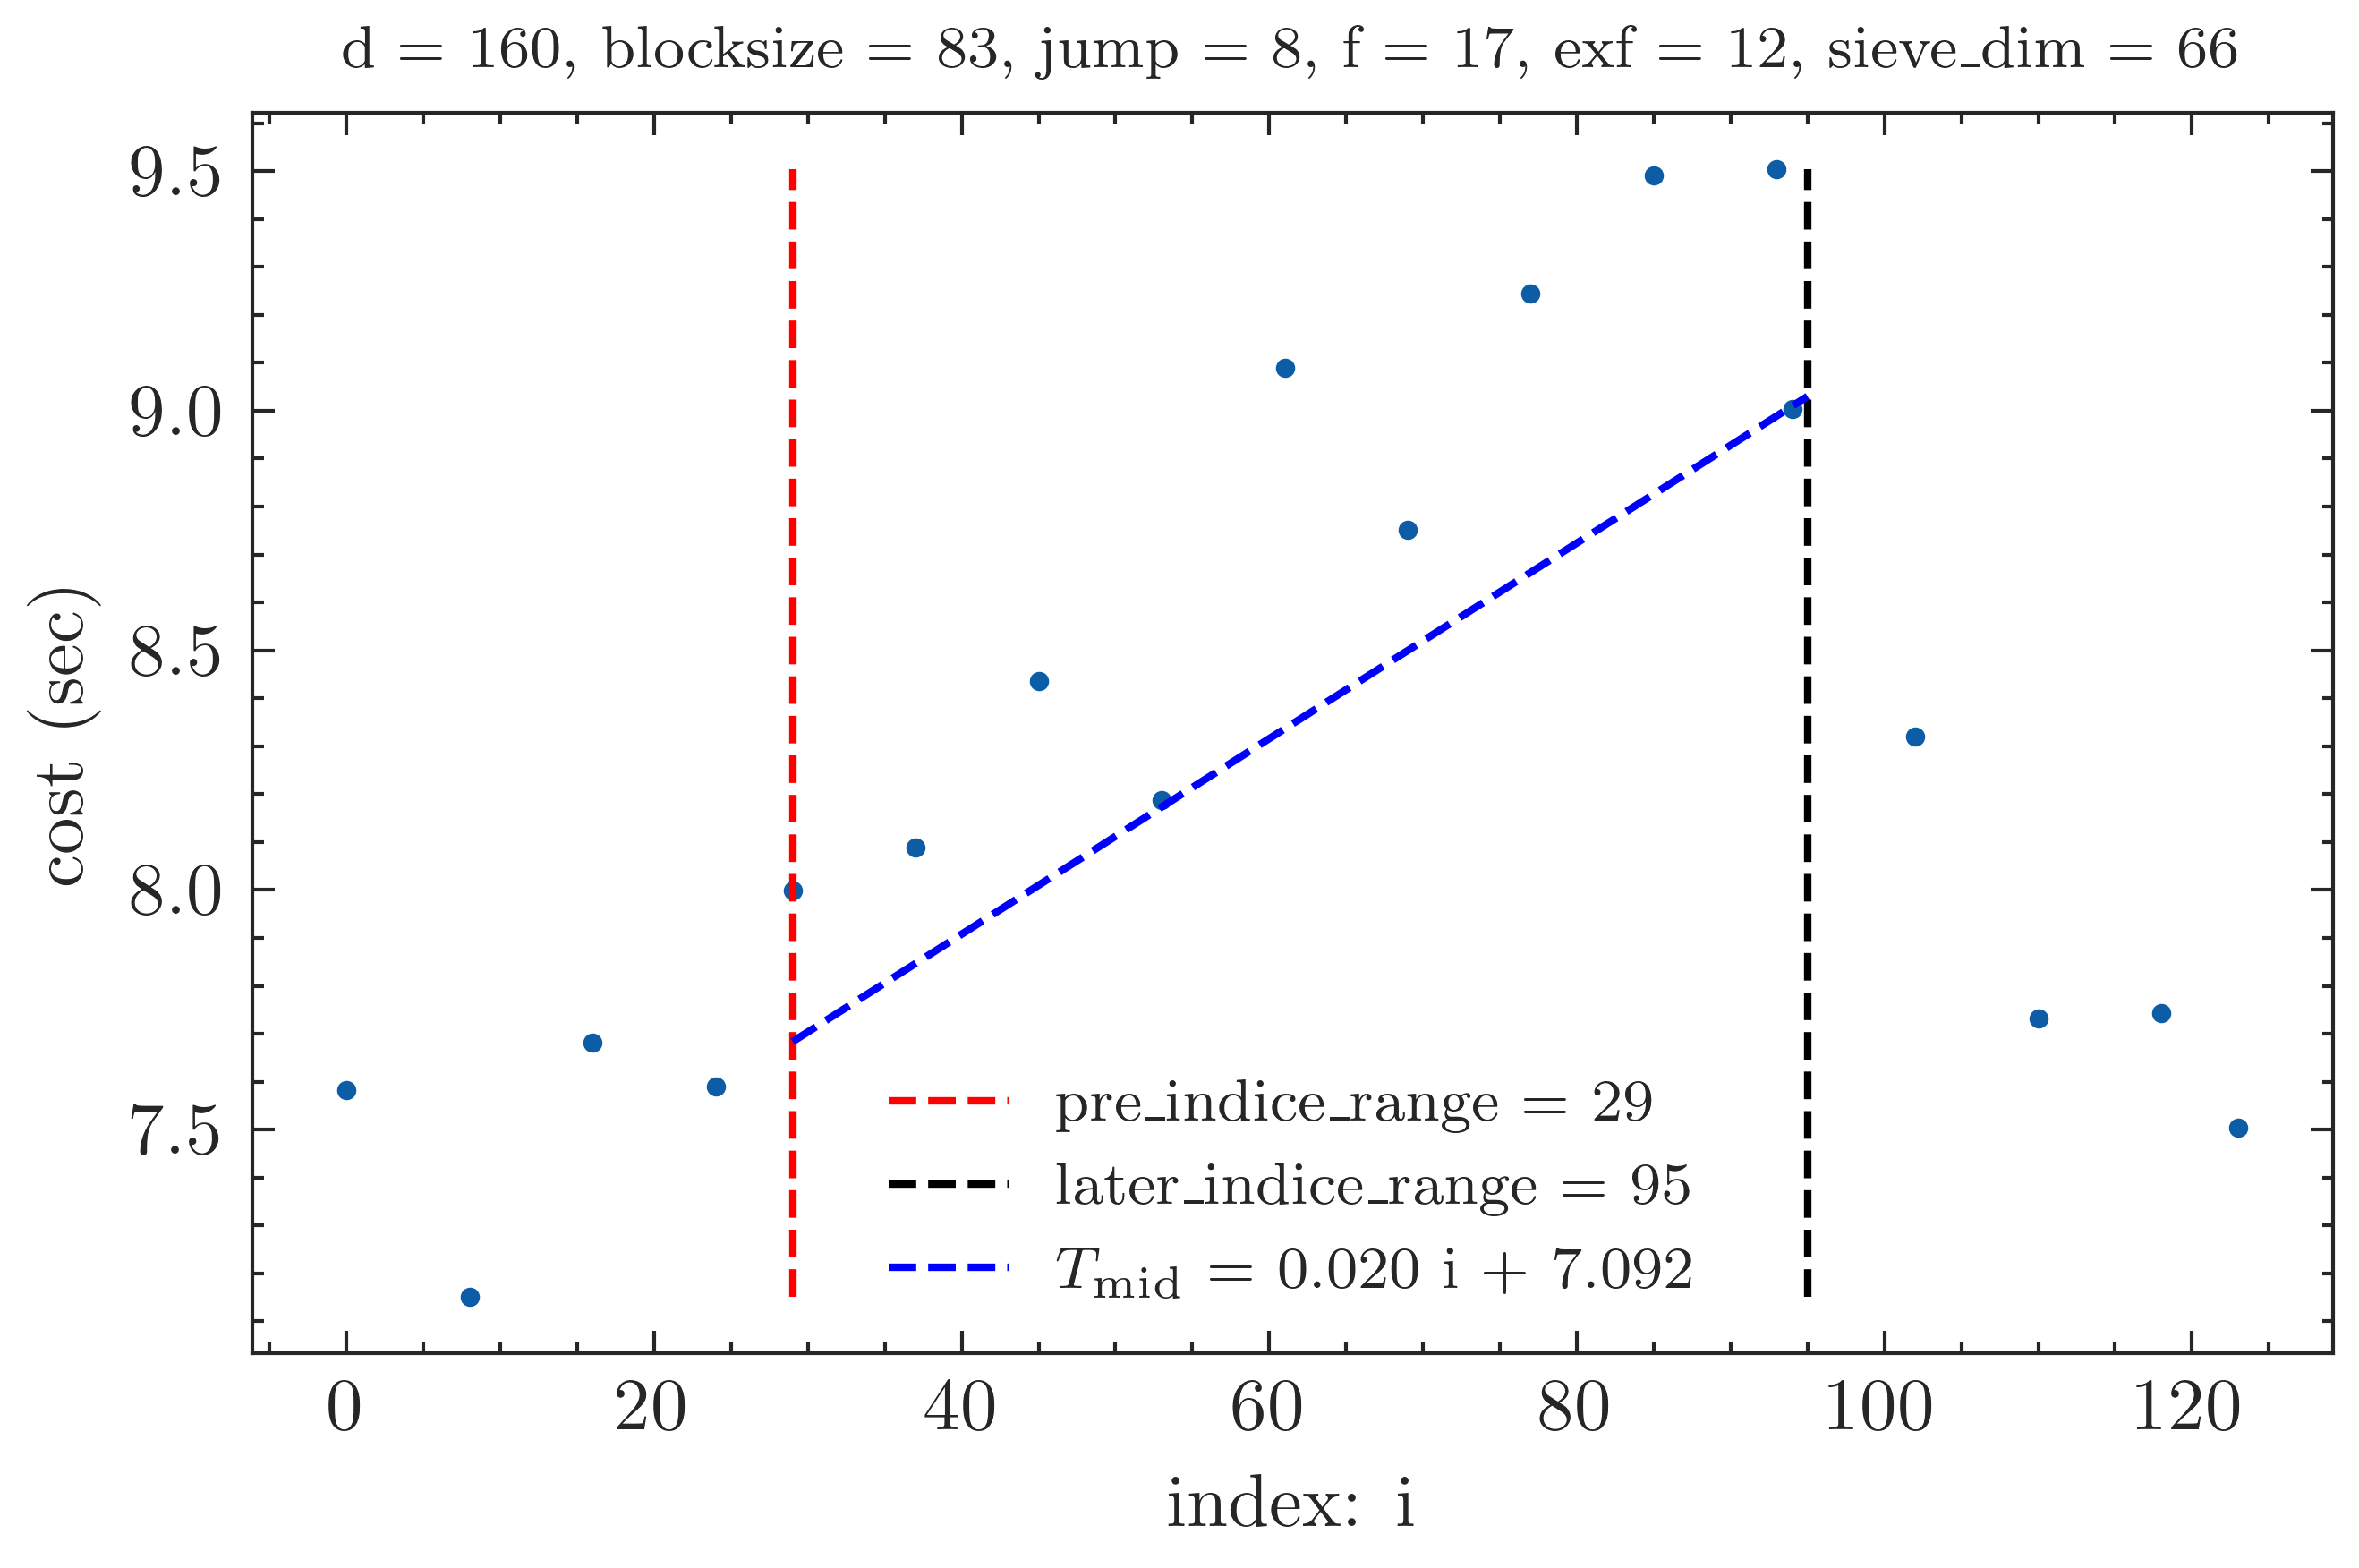 d = 160, blocksize = 83, jump = 8, f = 17, exf = 12, sieve_dim = 66
cost (sec)
9.5
9.0
8.5
8.0
7.5
pre_indice_range = 29
later_indice_range = 95
T_mid = 0.020 i + 7.092
0 20 40 60 80 100 120
index: i